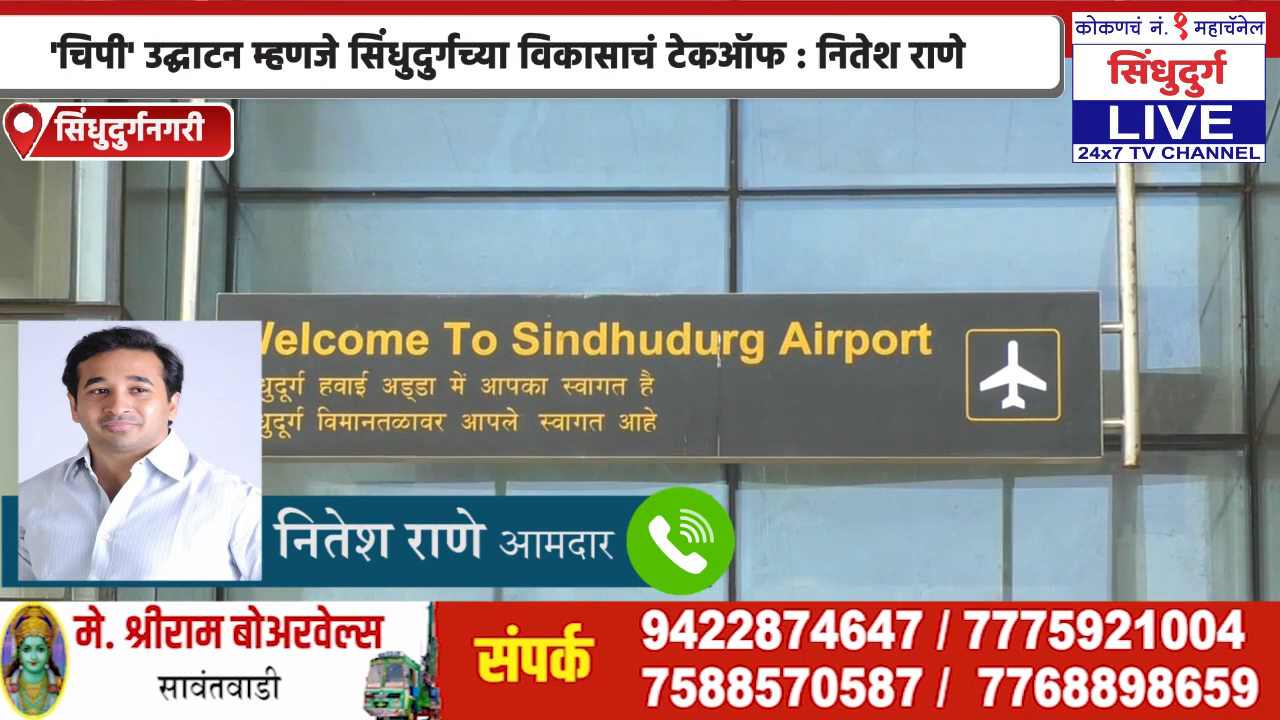 'चिपी' उद्घाटन म्हणजे सिंधुदुर्गच्या विकासाचं टेकऑफ : नितेश राणे
कोकणचं नं. १ महाचॅनेल
सिंधुदुर्ग
LIVE
24x7 TV CHANNEL
सिंधुदुर्गनगरी
Welcome To Sindhudurg Airport
हवाई अड्डा में आपका स्वागत है
विमानतळावर आपले स्वागत आहे
नितेश राणे आमदार
मे. श्रीराम बोअरवेल्स
सावंतवाडी
संपर्क
9422874647 / 7775921004
7588570587 / 7768898659